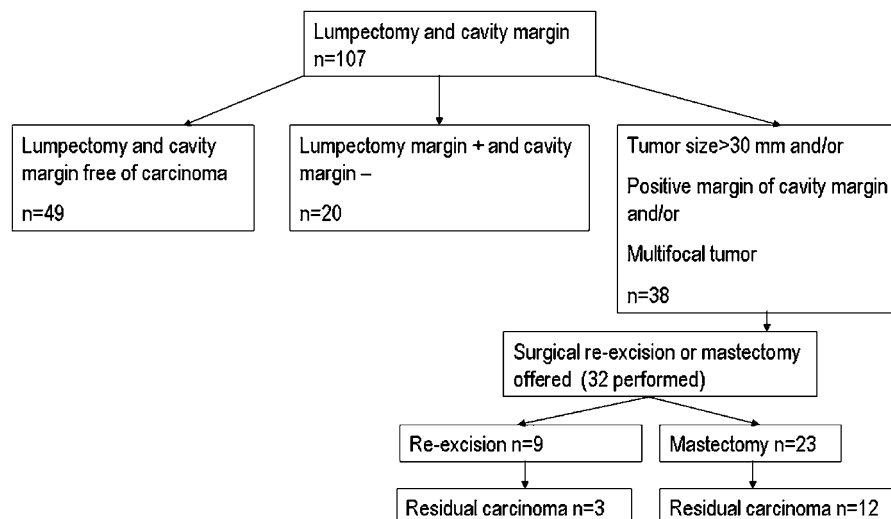 Lumpectomy and cavity margin
n=107
Lumpectomy and cavity
margin free of carcinoma
n=49
Lumpectomy margin + and cavity
margin –
n=20
Tumor size>30 mm and/or
Positive margin of cavity margin
and/or
Multifocal tumor
n=38
Surgical re-excision or mastectomy
offered (32 performed)
Re-excision n=9
Mastectomy n=23
Residual carcinoma n=3
Residual carcinoma n=12